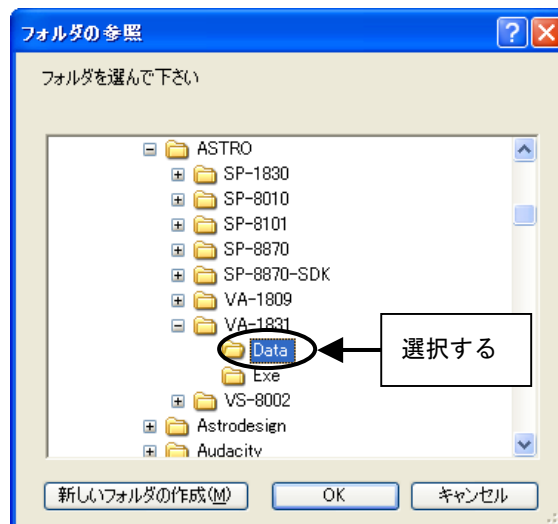 フォルダの参照
フォルダを選んで下さい
ASTRO
SP-1830
SP-8010
SP-8101
SP-8870
SP-8870-SDK
VA-1809
VA-1831
Data
選択する
Exe
VS-8002
Astrodesign
Audacity
新しいフォルダの作成(M)
OK
キャンセル